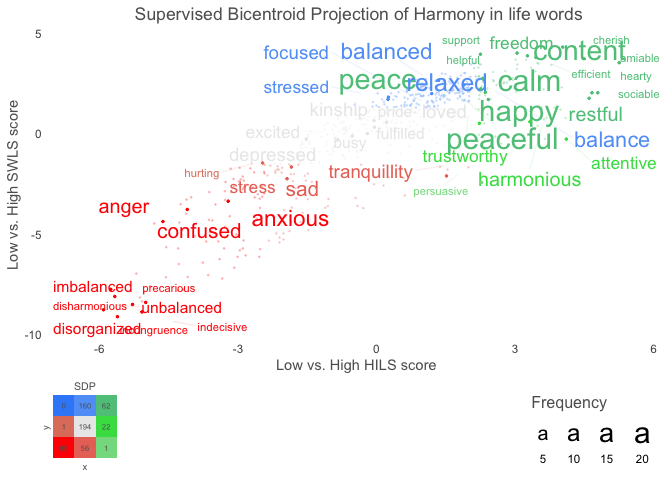 Supervised Bicentroid Projection of Harmony in life words
5
support
freedom
cherish
focused
balanced
content
helpful
amiable
peace
efficient
hearty
stressed
relaxed
calm
sociable
kinship
pride
loved
happy
restful
0
excited
busy
fulfilled
peaceful
balance
depressed
trustworthy
attentive
hurting
tranquillity
stress
sad
persuasive
harmonious
anger
anxious
confused
-5
imbalanced
precarious
disharmonious
unbalanced
disorganized
incongruence
indecisive
-10
Low vs. High SWLS score
-6
-3
0
3
6
Low vs. High HILS score
SDP
160
62
1
194
22
56
1
y
x
Frequency
a a a a
5 10 15 20